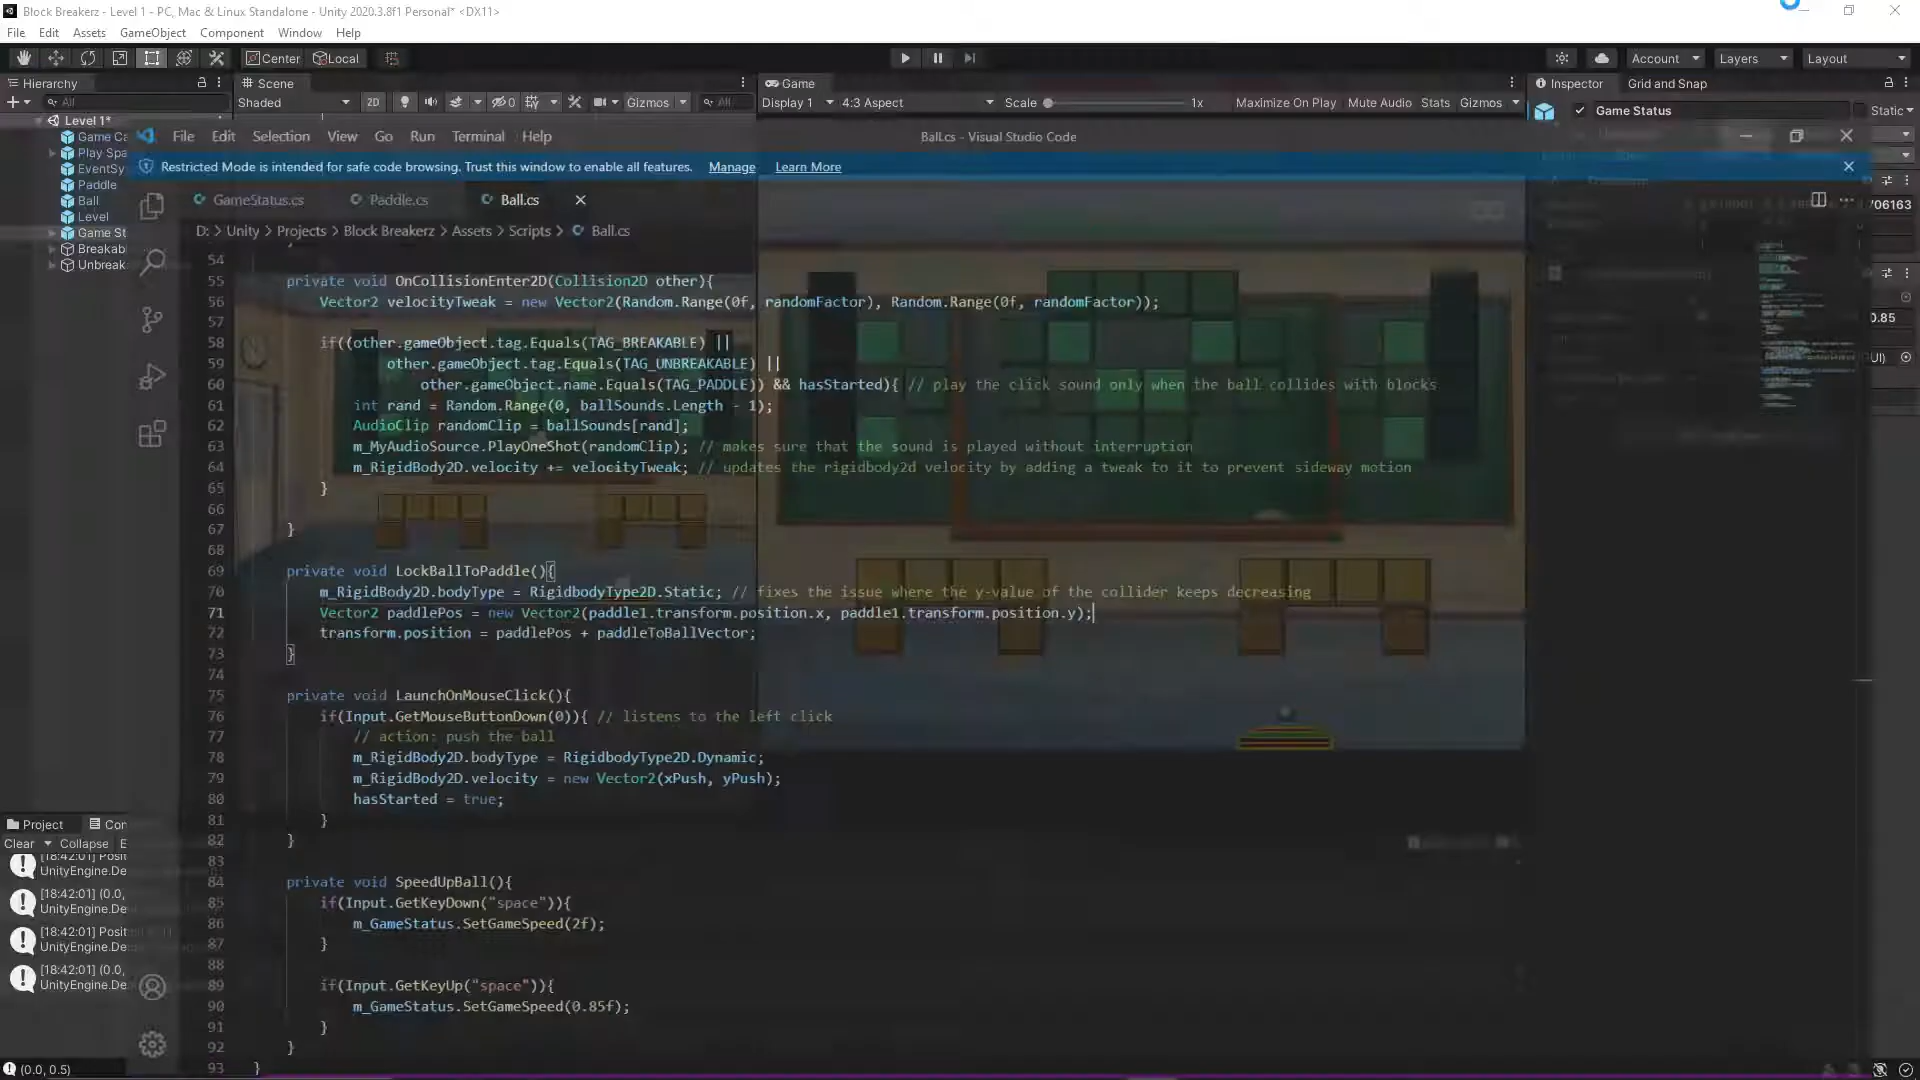 Block Breakerz - Level 1 - PC, Mac & Linux Standalone - Unity 2020.3.8f1 Personal* <DX11>
File Edit Assets GameObject Component Window Help
Center Local Account Layers Layout
Hierarchy Scene Game Inspector Grid and Snap
All Shaded 2D 0 Gizmos All Display 1 4:3 Aspect Scale 1x Maximize On Play Mute Audio Stats Gizmos Game Status Static
Level 1*
Game Ca
Play Spa
EventSy
Paddle
Ball
Level
Game St
Breakab
Unbreak
File Edit Selection View Go Run Terminal Help Ball.cs - Visual Studio Code
Restricted Mode is intended for safe code browsing. Trust this window to enable all features. Manage Learn More
GameStatus.cs Paddle.cs Ball.cs
706163
D: > Unity > Projects > Block Breakerz > Assets > Scripts > Ball.cs
0.85
54
55 private void OnCollisionEnter2D(Collision2D other){
56 Vector2 velocityTweak = new Vector2(Random.Range(0f, randomFactor), Random.Range(0f, randomFactor));
57
58 if((other.gameObject.tag.Equals(TAG_BREAKABLE) ||
59 other.gameObject.tag.Equals(TAG_UNBREAKABLE) ||
60 other.gameObject.name.Equals(TAG_PADDLE)) && hasStarted){ // play the click sound only when the ball collides with blocks
61 int rand = Random.Range(0, ballSounds.Length - 1);
62 AudioClip randomClip = ballSounds[rand];
63 m_MyAudioSource.PlayOneShot(randomClip); // makes sure that the sound is played without interruption
64 m_RigidBody2D.velocity += velocityTweak; // updates the rigidbody2d velocity by adding a tweak to it to prevent sideway motion
65 }
66
67 }
68
69 private void LockBallToPaddle(){
70 m_RigidBody2D.bodyType = RigidbodyType2D.Static; // fixes the issue where the y-value of the collider keeps decreasing
71 Vector2 paddlePos = new Vector2(paddle1.transform.position.x, paddle1.transform.position.y);
72 transform.position = paddlePos + paddleToBallVector;
73 }
74
75 private void LaunchOnMouseClick(){
76 if(Input.GetMouseButtonDown(0)){ // listens to the left click
77 // action: push the ball
78 m_RigidBody2D.bodyType = RigidbodyType2D.Dynamic;
79 m_RigidBody2D.velocity = new Vector2(xPush, yPush);
80 hasStarted = true;
81 }
82 }
83
84 private void SpeedUpBall(){
85 if(Input.GetKeyDown("space")){
86 m_GameStatus.SetGameSpeed(2f);
87 }
88
89 if(Input.GetKeyUp("space")){
90 m_GameStatus.SetGameSpeed(0.85f);
91 }
92 }
93 }
Project Con
Clear Collapse E
[18:42:01] Posit
UnityEngine.De
[18:42:01] (0.0,
UnityEngine.De
[18:42:01] Posit
UnityEngine.De
[18:42:01] (0.0,
UnityEngine.De
(0.0, 0.5)